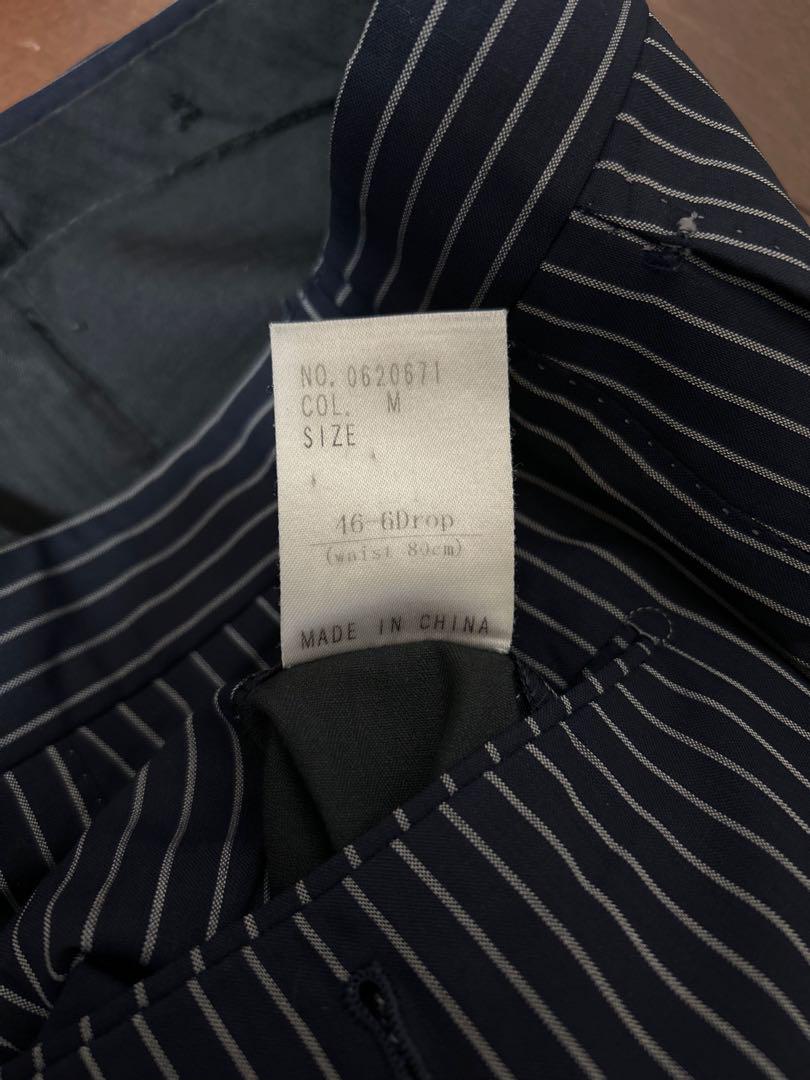 NO. 0620671
COL. M
SIZE
46-6Drop
(waist 80cm)
MADE IN CHINA